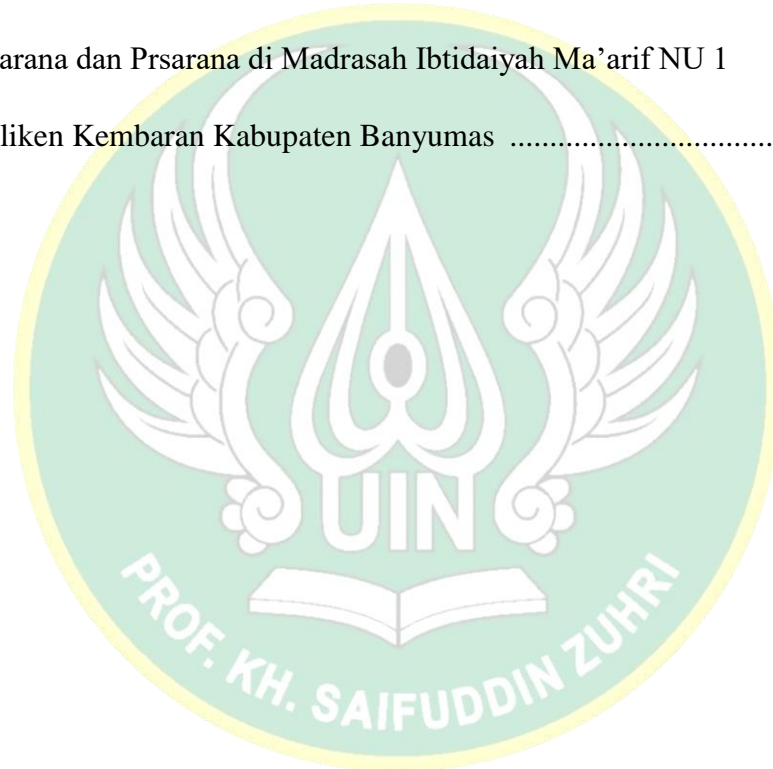 arana dan Prsarana di Madrasah Ibtidaiyah Ma’arif NU 1
liken Kembaran Kabupaten Banyumas .................................
UIN
PROF. KH. SAIFUDDIN ZUHRI